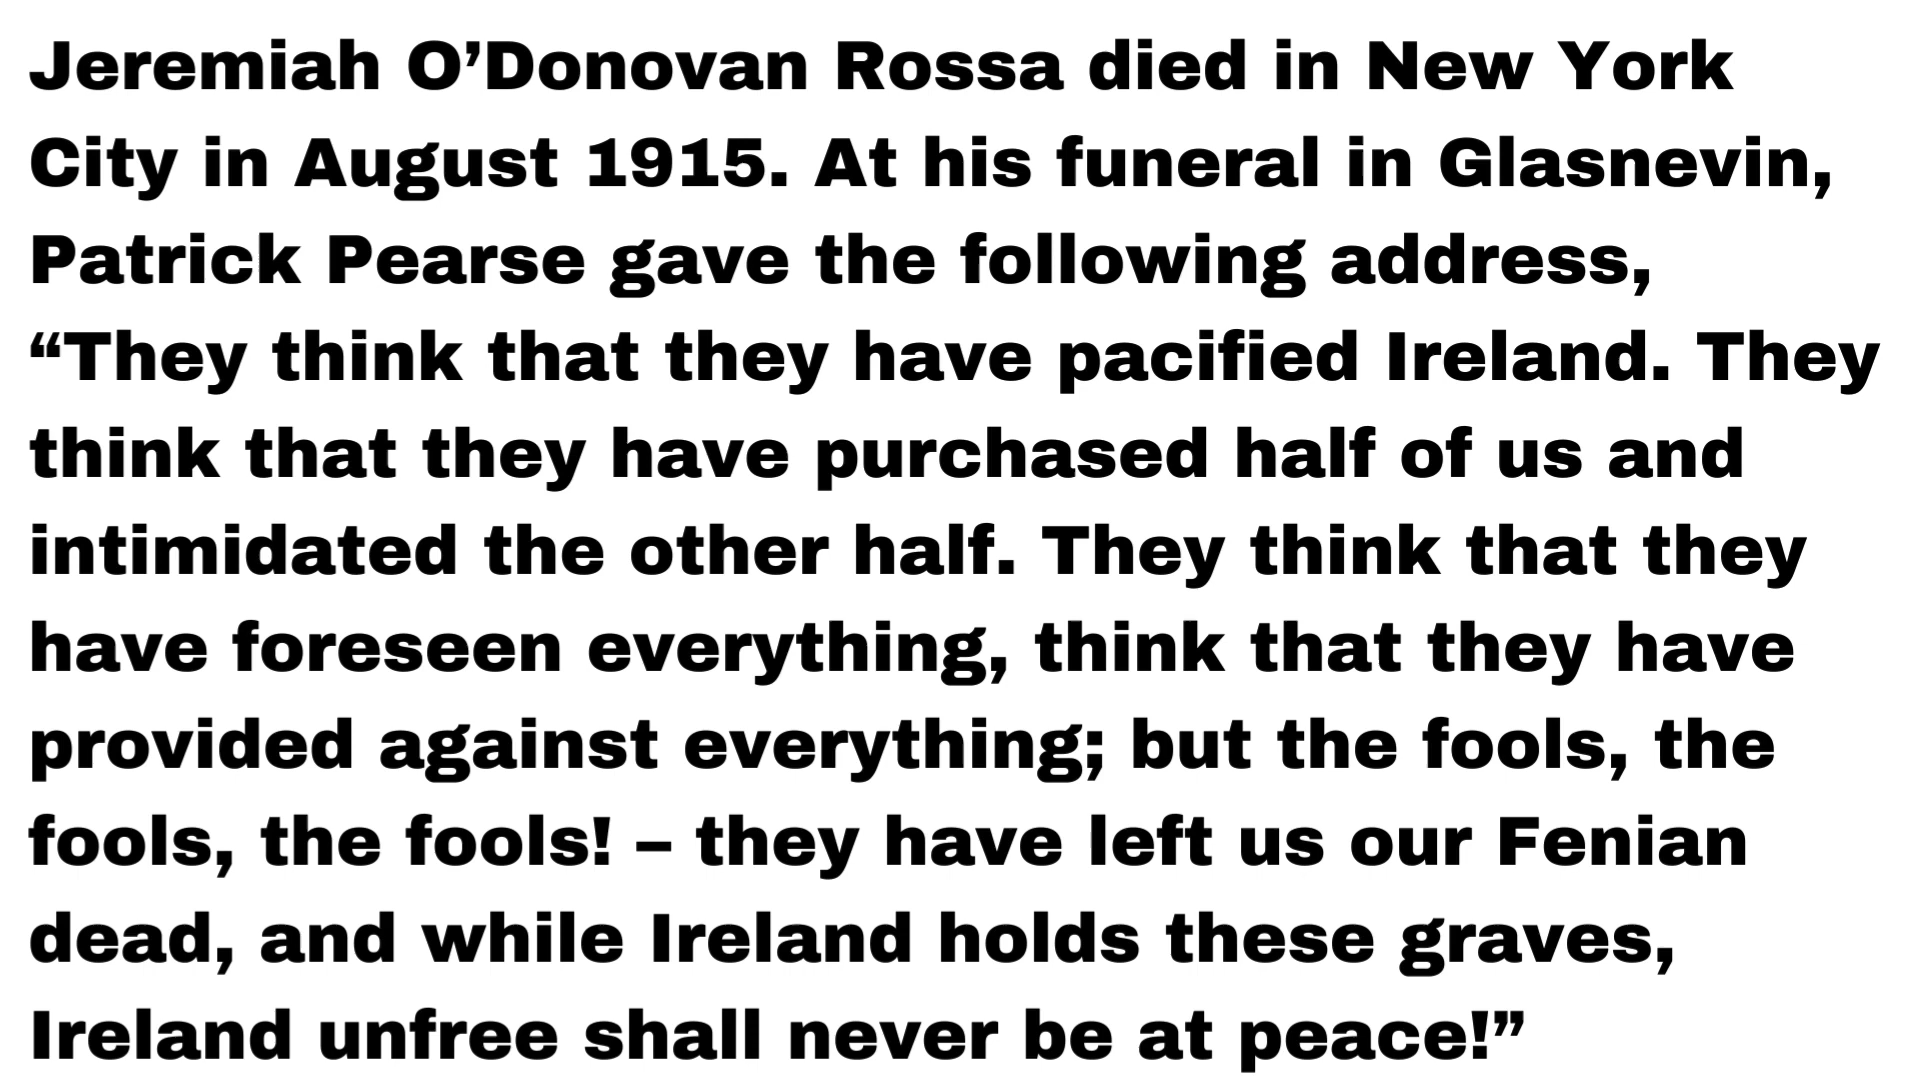 Jeremiah O’Donovan Rossa died in New York
City in August 1915. At his funeral in Glasnevin,
Patrick Pearse gave the following address,
“They think that they have pacified Ireland. They
think that they have purchased half of us and
intimidated the other half. They think that they
have foreseen everything, think that they have
provided against everything; but the fools, the
fools, the fools! – they have left us our Fenian
dead, and while Ireland holds these graves,
Ireland unfree shall never be at peace!”